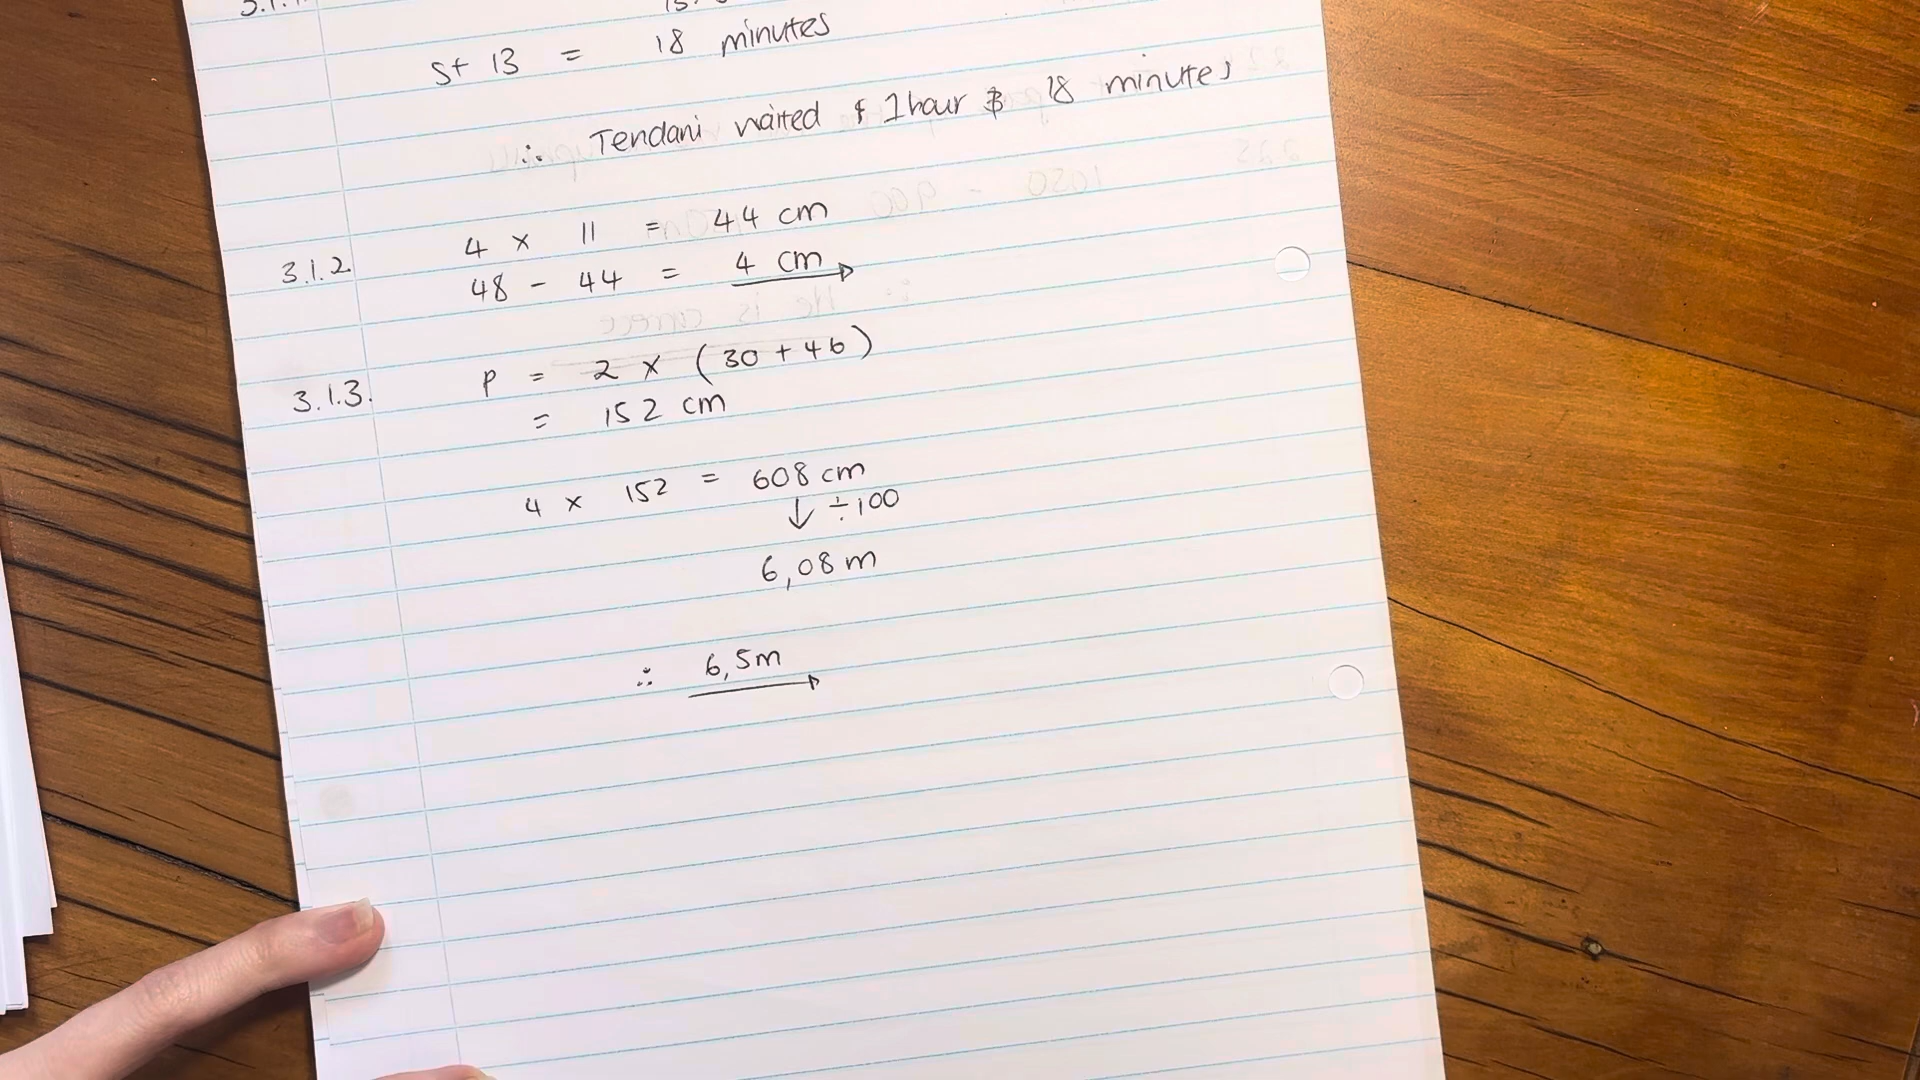 St 13 = 18 minutes
∴ Tendani waited 1 hour 18 minutes
3.1.2. 4 x 11 = 44 cm
48 - 44 = 4 cm
3.1.3. P = 2 x (30 + 46)
= 152 cm
4 x 152 = 608 cm
↓ ÷100
6,08 m
∴ 6,5m